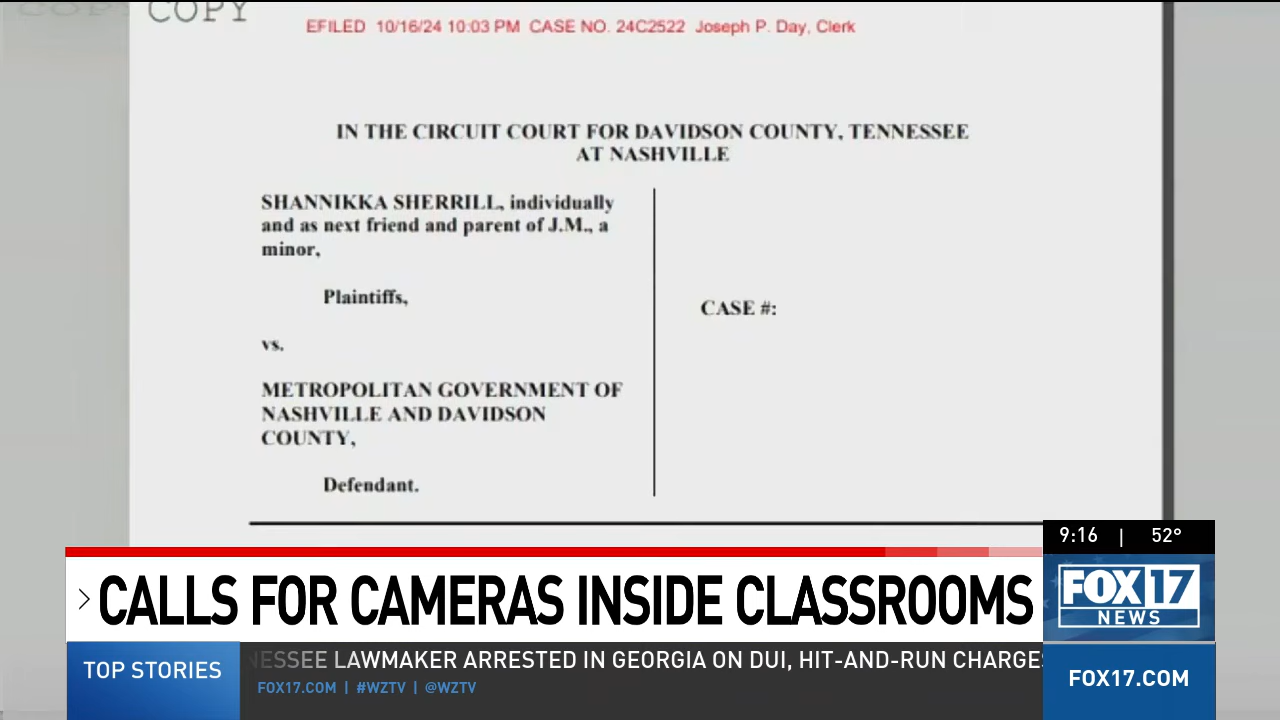 COPY
EFILED 10/16/24 10:03 PM CASE NO. 24C2522 Joseph P. Day, Clerk
IN THE CIRCUIT COURT FOR DAVIDSON COUNTY, TENNESSEE
AT NASHVILLE
SHANNIKKA SHERRILL, individually
and as next friend and parent of J.M., a
minor,
Plaintiffs,
vs.
METROPOLITAN GOVERNMENT OF
NASHVILLE AND DAVIDSON
COUNTY,
Defendant.
CASE #:
9:16 | 52°
> CALLS FOR CAMERAS INSIDE CLASSROOMS
FOX 17
NEWS
TOP STORIES
NESSEE LAWMAKER ARRESTED IN GEORGIA ON DUI, HIT-AND-RUN CHARGES
FOX17.COM | #WZTV | @WZTV
FOX17.COM